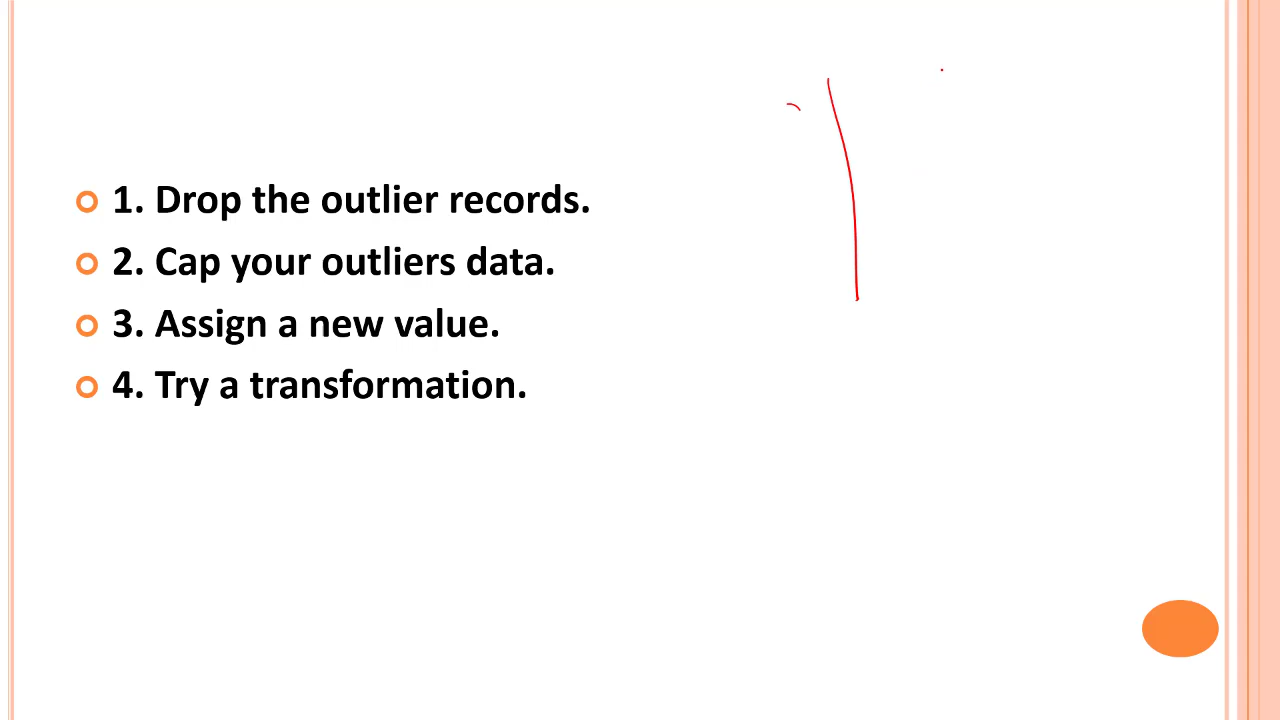 1. Drop the outlier records.
2. Cap your outliers data.
3. Assign a new value.
4. Try a transformation.